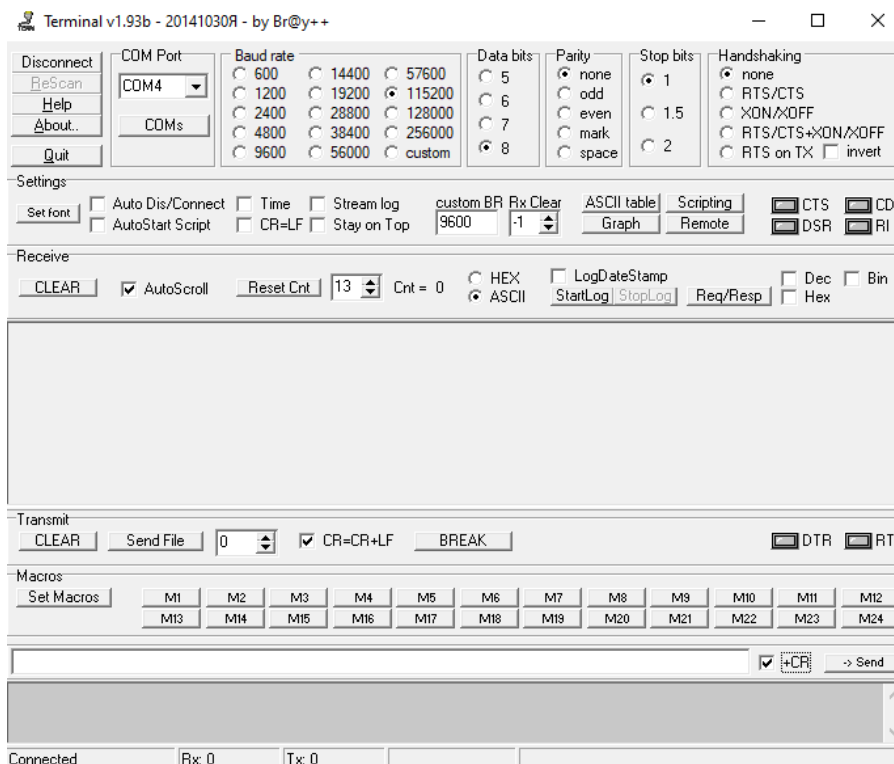 Terminal v1.93b - 20141030Я - by Br@y++
Disconnect
ReScan
Help
About..
Quit
COM Port
COM4
COMs
Baud rate
600 14400 57600
1200 19200 115200
2400 28800 128000
4800 38400 256000
9600 56000 custom
Data bits
5
6
7
8
Parity
none
odd
even
mark
space
Stop bits
1
1.5
2
Handshaking
none
RTS/CTS
XON/XOFF
RTS/CTS+XON/XOFF
RTS on TX invert
Settings
Set font
Auto Dis/Connect Time Stream log
AutoStart Script CR=LF Stay on Top
custom BR Rx Clear
9600 -1
ASCII table Scripting
Graph Remote
CTS CD
DSR RI
Receive
CLEAR AutoScroll Reset Cnt 13 Cnt = 0
HEX
ASCII
LogDateStamp
StartLog StopLog Req/Resp
Dec Bin
Hex
Transmit
CLEAR Send File 0 CR=CR+LF BREAK DTR RT
Macros
Set Macros M1 M2 M3 M4 M5 M6 M7 M8 M9 M10 M11 M12
M13 M14 M15 M16 M17 M18 M19 M20 M21 M22 M23 M24
+CR -> Send
Connected Rx: 0 Tx: 0